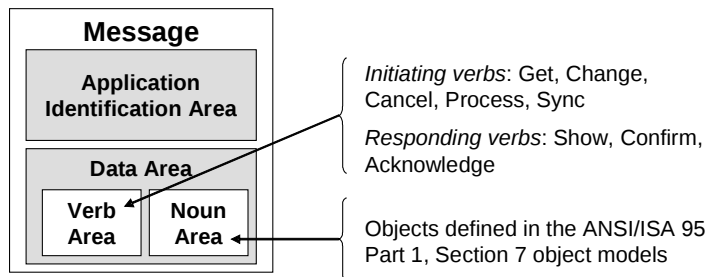 Message
Application
Identification Area
Data Area
Verb
Area
Noun
Area
Initiating verbs: Get, Change,
Cancel, Process, Sync
Responding verbs: Show, Confirm,
Acknowledge
Objects defined in the ANSI/ISA 95
Part 1, Section 7 object models